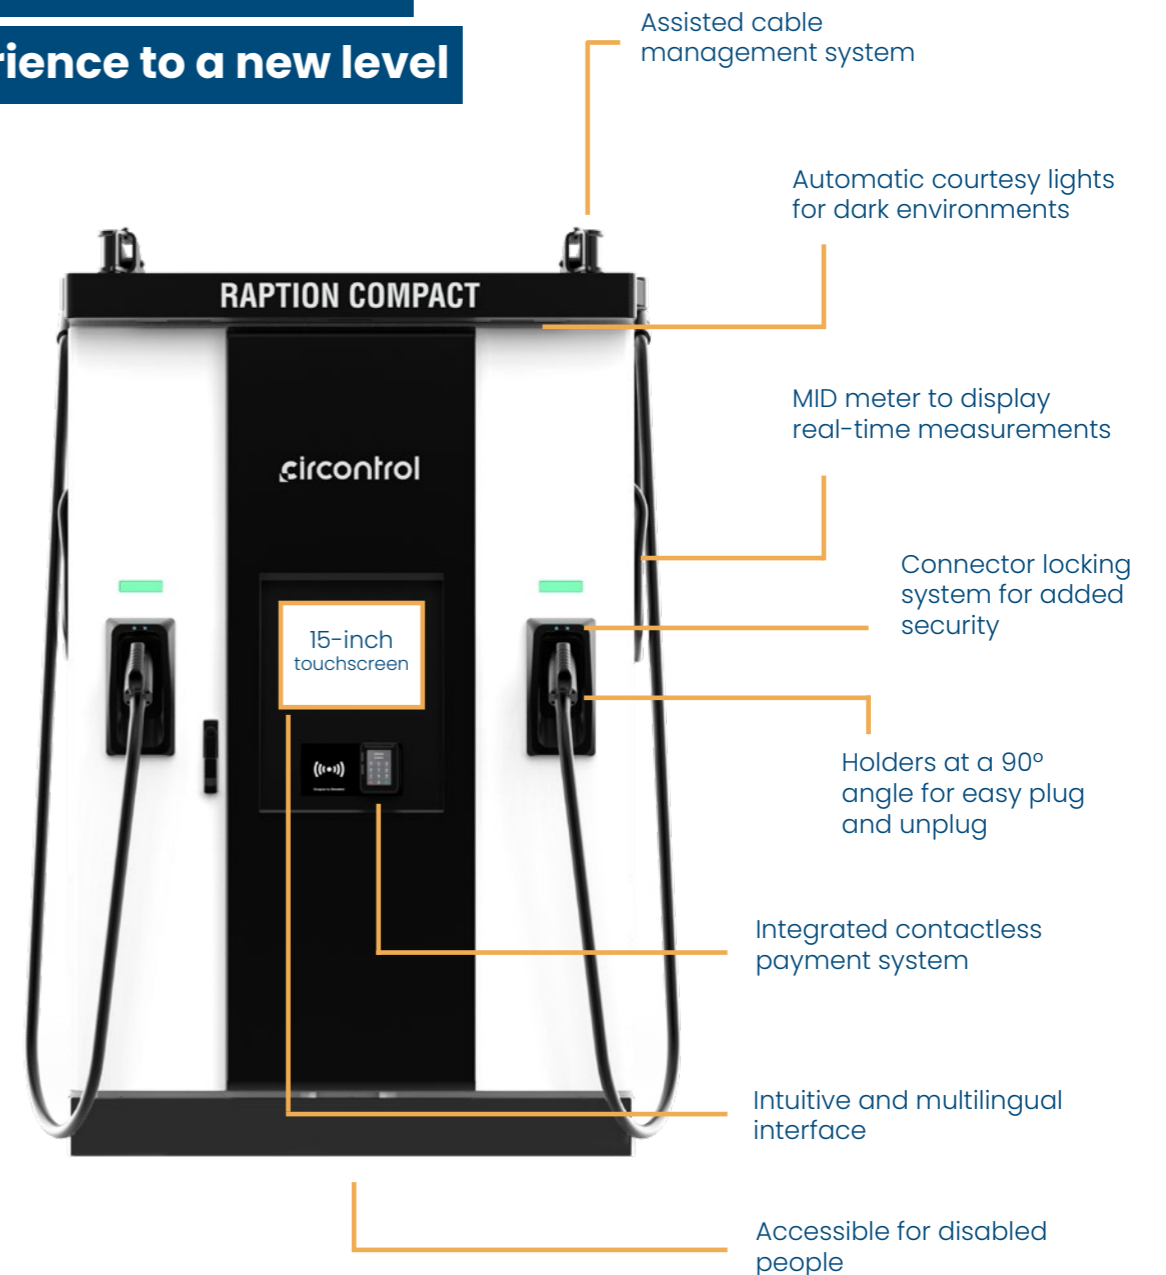 rience to a new level
Assisted cable
management system
Automatic courtesy lights
for dark environments
RAPTION COMPACT
MID meter to display
real-time measurements
circontrol
Connector locking
system for added
security
15-inch
touchscreen
Holders at a 90º
angle for easy plug
and unplug
Integrated contactless
payment system
Intuitive and multilingual
interface
Accessible for disabled
people